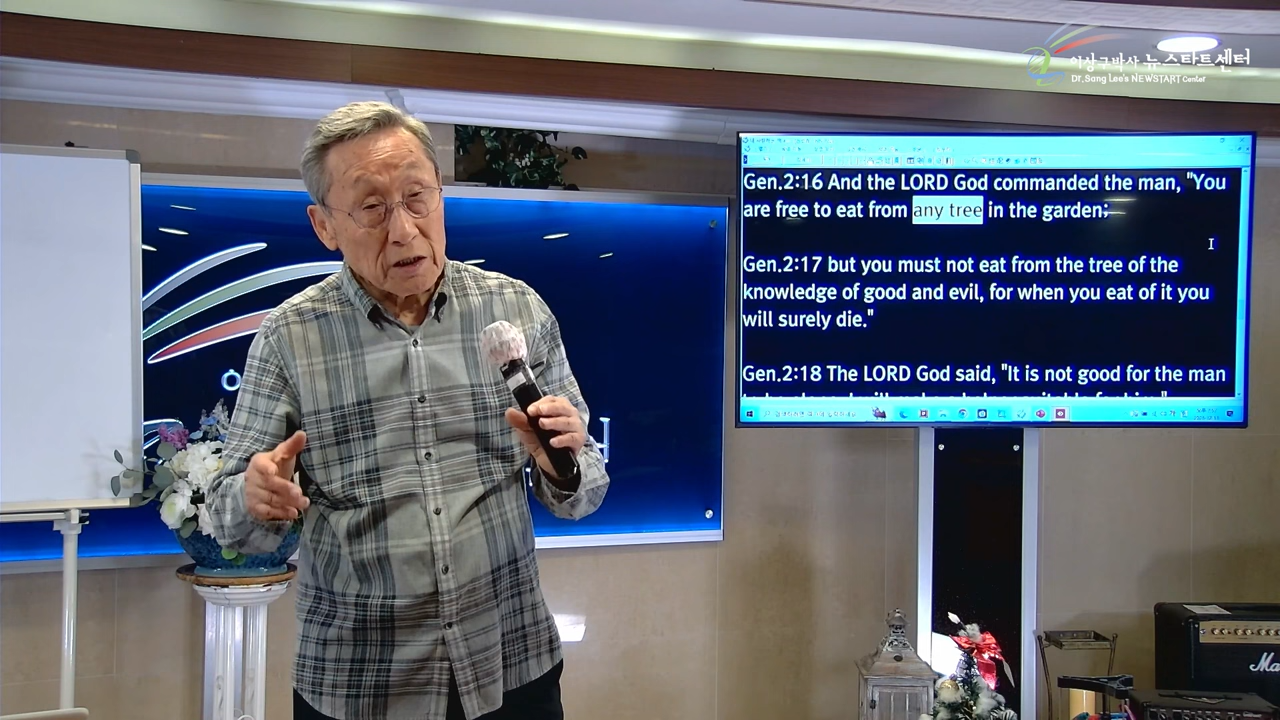 이상구박사 뉴스타트센터
Dr. Sang Lee's NEWSTART Center
Gen.2:16 And the LORD God commanded the man, "You
are free to eat from any tree in the garden;
Gen.2:17 but you must not eat from the tree of the
knowledge of good and evil, for when you eat of it you
will surely die."
Gen.2:18 The LORD God said, "It is not good for the man
H
Ma